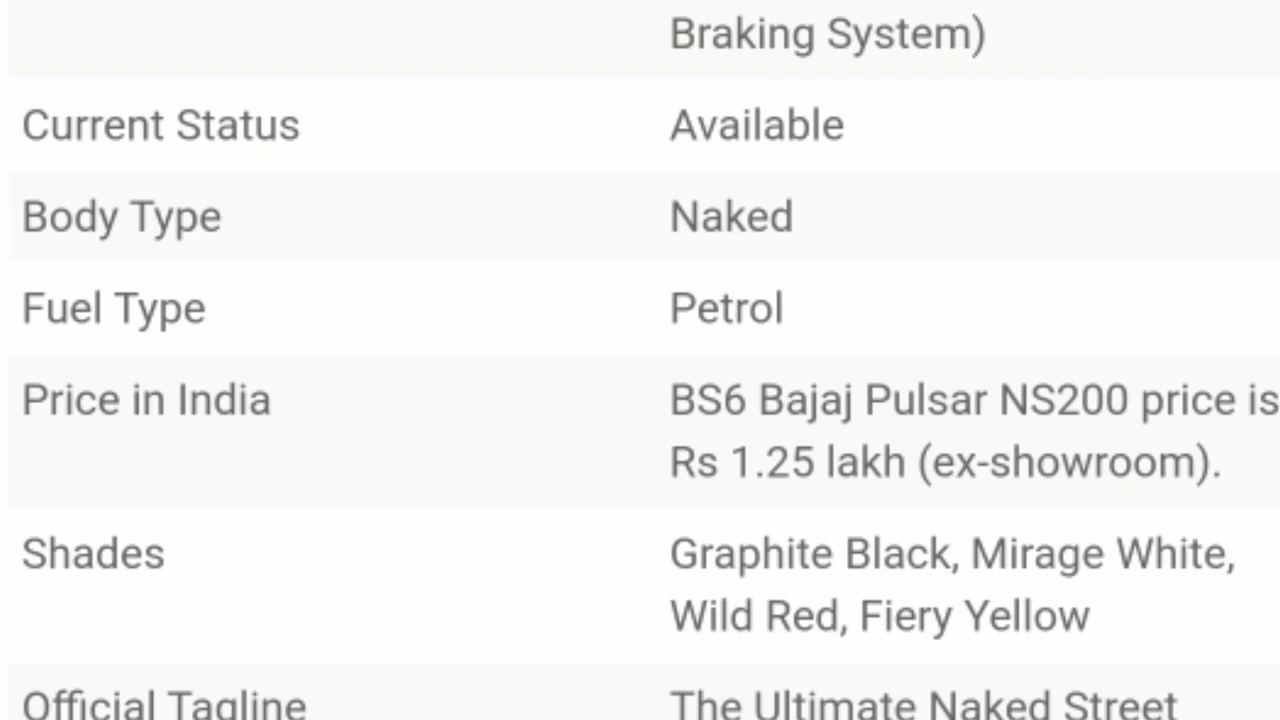 Braking System)
Current Status Available
Body Type Naked
Fuel Type Petrol
Price in India BS6 Bajaj Pulsar NS200 price is
Rs 1.25 lakh (ex-showroom).
Shades Graphite Black, Mirage White,
Wild Red, Fiery Yellow
Official Tagline The Ultimate Naked Street